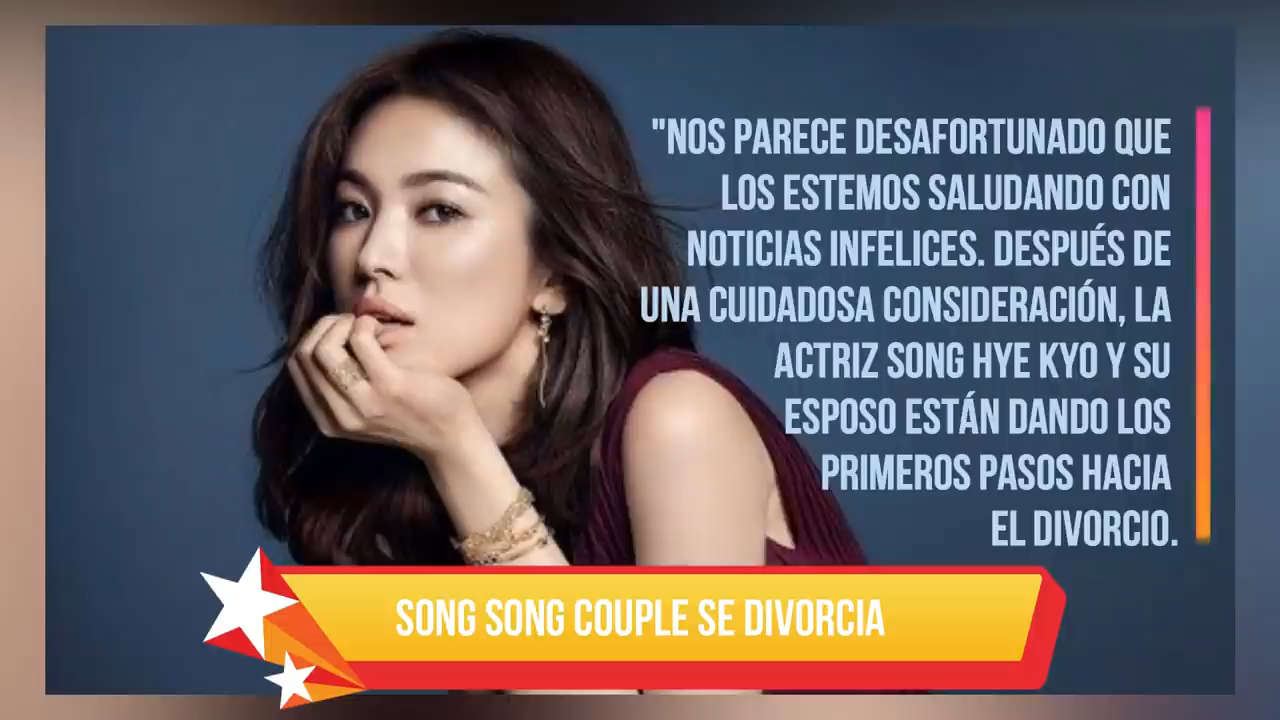 "NOS PARECE DESAFORTUNADO QUE
LOS ESTEMOS SALUDANDO CON
NOTICIAS INFELICES. DESPUÉS DE
UNA CUIDADOSA CONSIDERACIÓN, LA
ACTRIZ SONG HYE KYO Y SU
ESPOSO ESTÁN DANDO LOS
PRIMEROS PASOS HACIA
EL DIVORCIO.
SONG SONG COUPLE SE DIVORCIA